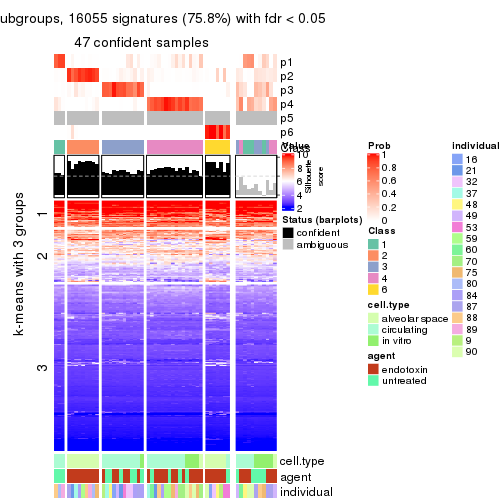 ubgroups, 16055 signatures (75.8%) with fdr < 0.05
47 confident samples
p1
p2
p3
p4
p5
p6
Class
Value
10
8
6
4
2
Silhouette
score
Status (barplots)
confident
ambiguous
k-means with 3 groups
1
2
3
Prob
1
0.8
0.6
0.4
0.2
0
Class
1
2
3
4
6
cell.type
alveolar space
circulating
in vitro
agent
endotoxin
untreated
individual
16
21
32
37
48
49
53
59
60
70
75
80
84
87
88
89
9
90
cell.type
agent
individual